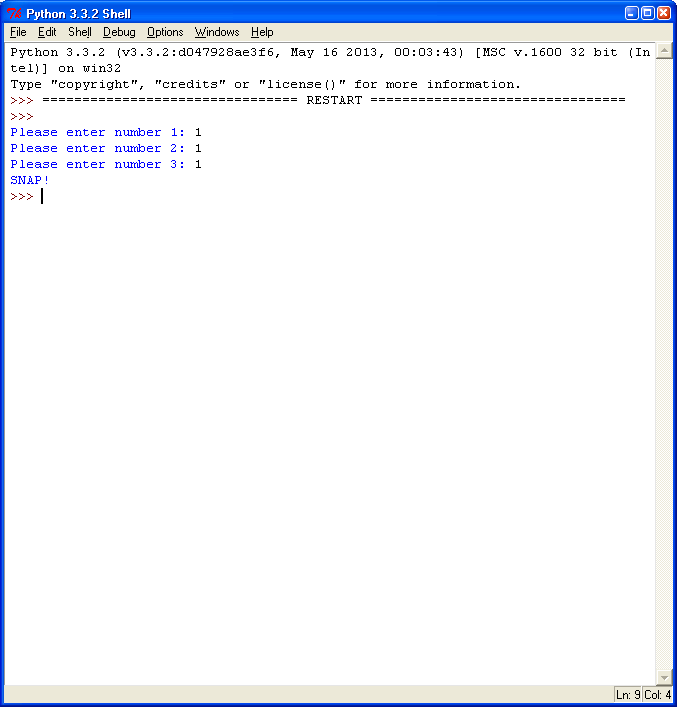 Python 3.3.2 Shell
File Edit Shell Debug Options Windows Help
Python 3.3.2 (v3.3.2:d047928ae3f6, May 16 2013, 00:03:43) [MSC v.1600 32 bit (In
tel)] on win32
Type "copyright", "credits" or "license()" for more information.
>>> ================================ RESTART ================================
>>>
Please enter number 1: 1
Please enter number 2: 1
Please enter number 3: 1
SNAP!
>>>
Ln: 9 Col: 4